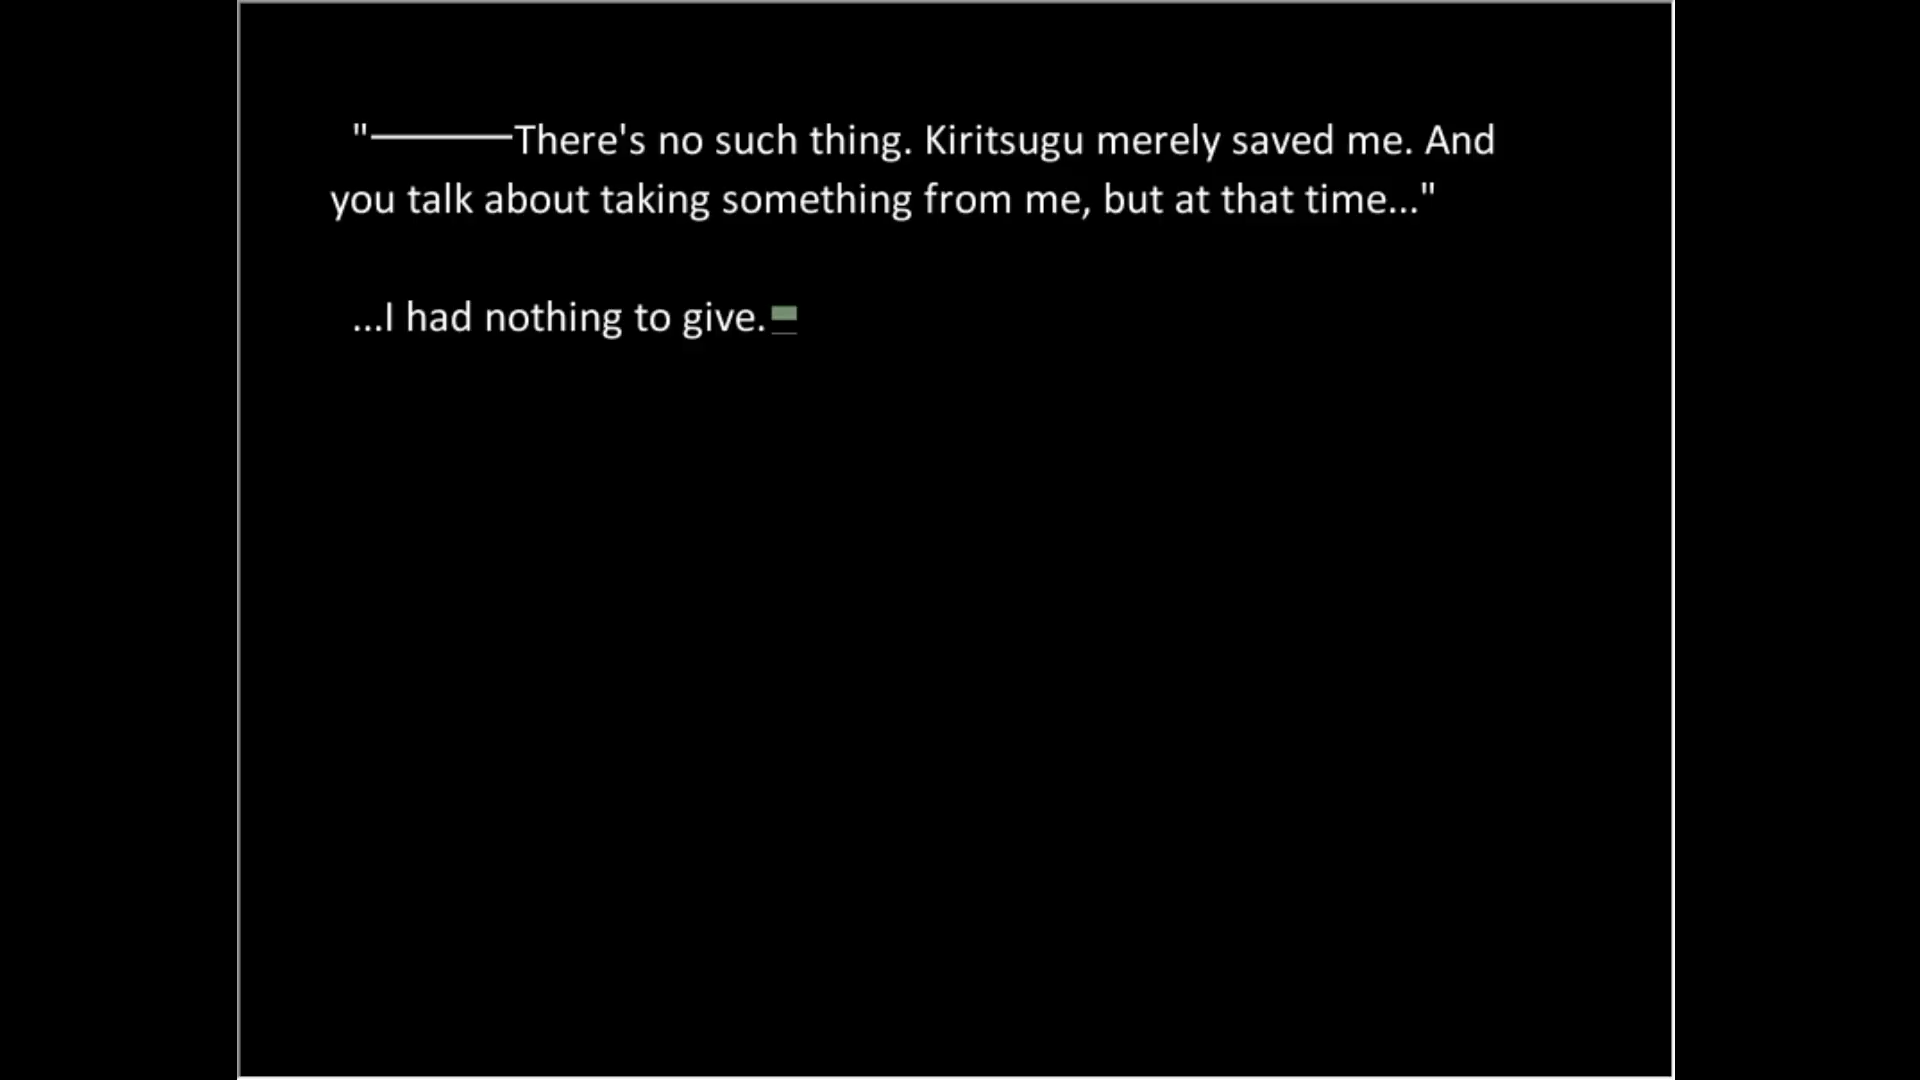 "―――――There's no such thing. Kiritsugu merely saved me. And
you talk about taking something from me, but at that time..."
...I had nothing to give.